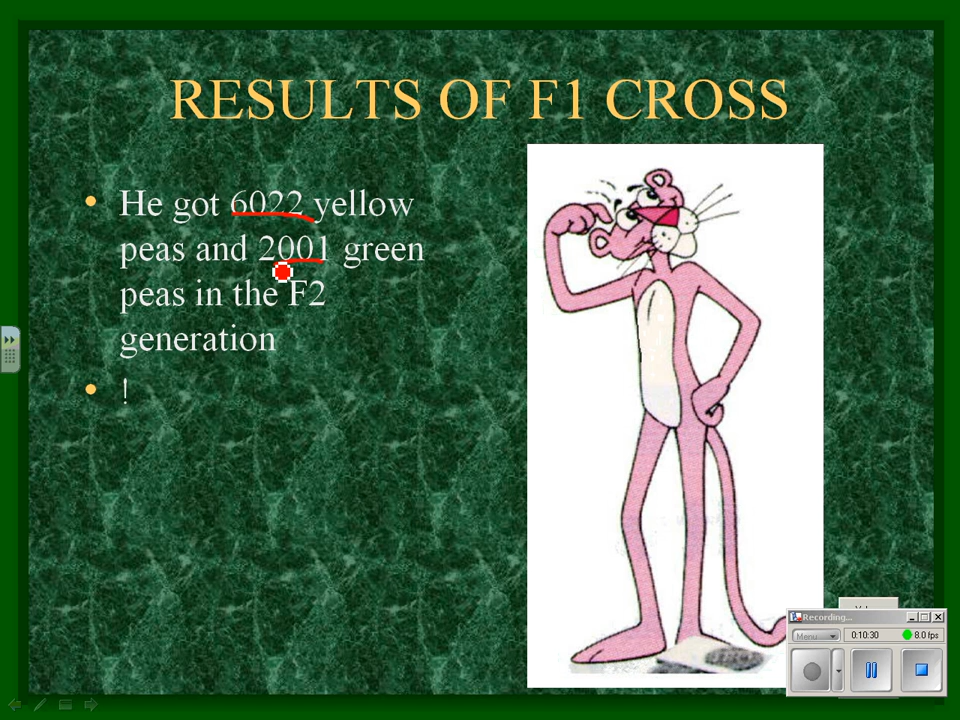 RESULTS OF F1 CROSS
He got 6022 yellow
peas and 2001 green
peas in the F2
generation
!
Recording...
Menu
0:10:30
8.0 fps